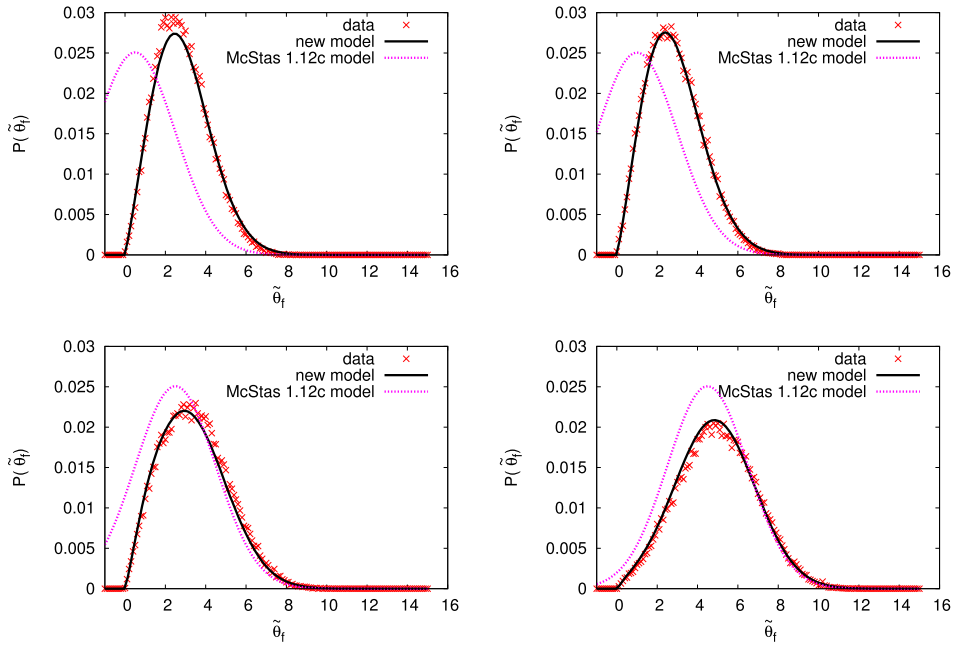 0.03
0.025
0.02
0.015
0.01
0.005
0
P( θ̃f)
data
new model
McStas 1.12c model
0 2 4 6 8 10 12 14 16
θ̃f
0.03
0.025
0.02
0.015
0.01
0.005
0
P( θ̃f)
data
new model
McStas 1.12c model
0 2 4 6 8 10 12 14 16
θ̃f
0.03
0.025
0.02
0.015
0.01
0.005
0
P( θ̃f)
data
new model
McStas 1.12c model
0 2 4 6 8 10 12 14 16
θ̃f
0.03
0.025
0.02
0.015
0.01
0.005
0
P( θ̃f)
data
new model
McStas 1.12c model
0 2 4 6 8 10 12 14 16
θ̃f